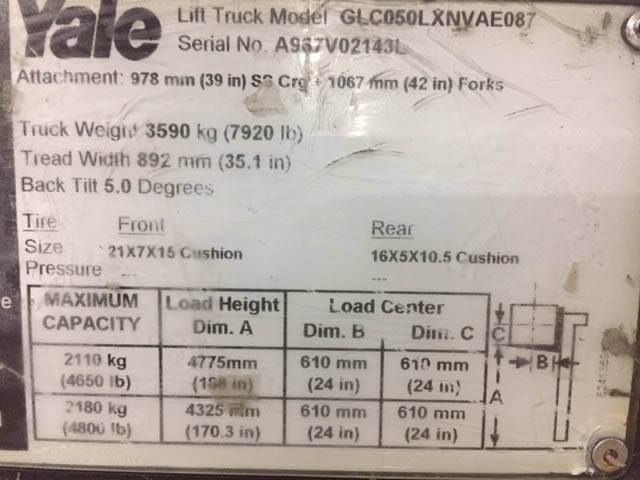 Yale
Lift Truck Model GLC050LXNVAE087
Serial No. A967V02143L
Attachment: 978 mm (39 in) SS Crg + 1067 mm (42 in) Forks
Truck Weight 3590 kg (7920 lb)
Tread Width 892 mm (35.1 in)
Back Tilt 5.0 Degrees
Tire Front Rear
Size 21X7X15 Cushion 16X5X10.5 Cushion
Pressure --- ---
e
MAXIMUM CAPACITY Load Height Dim. A Load Center Dim. B Dim. C
2110 kg 4775mm 610 mm 610 mm
(4650 lb) (188 in) (24 in) (24 in)
2180 kg 4325 mm 610 mm 610 mm
(4800 lb) (170.3 in) (24 in) (24 in)
C
B
A